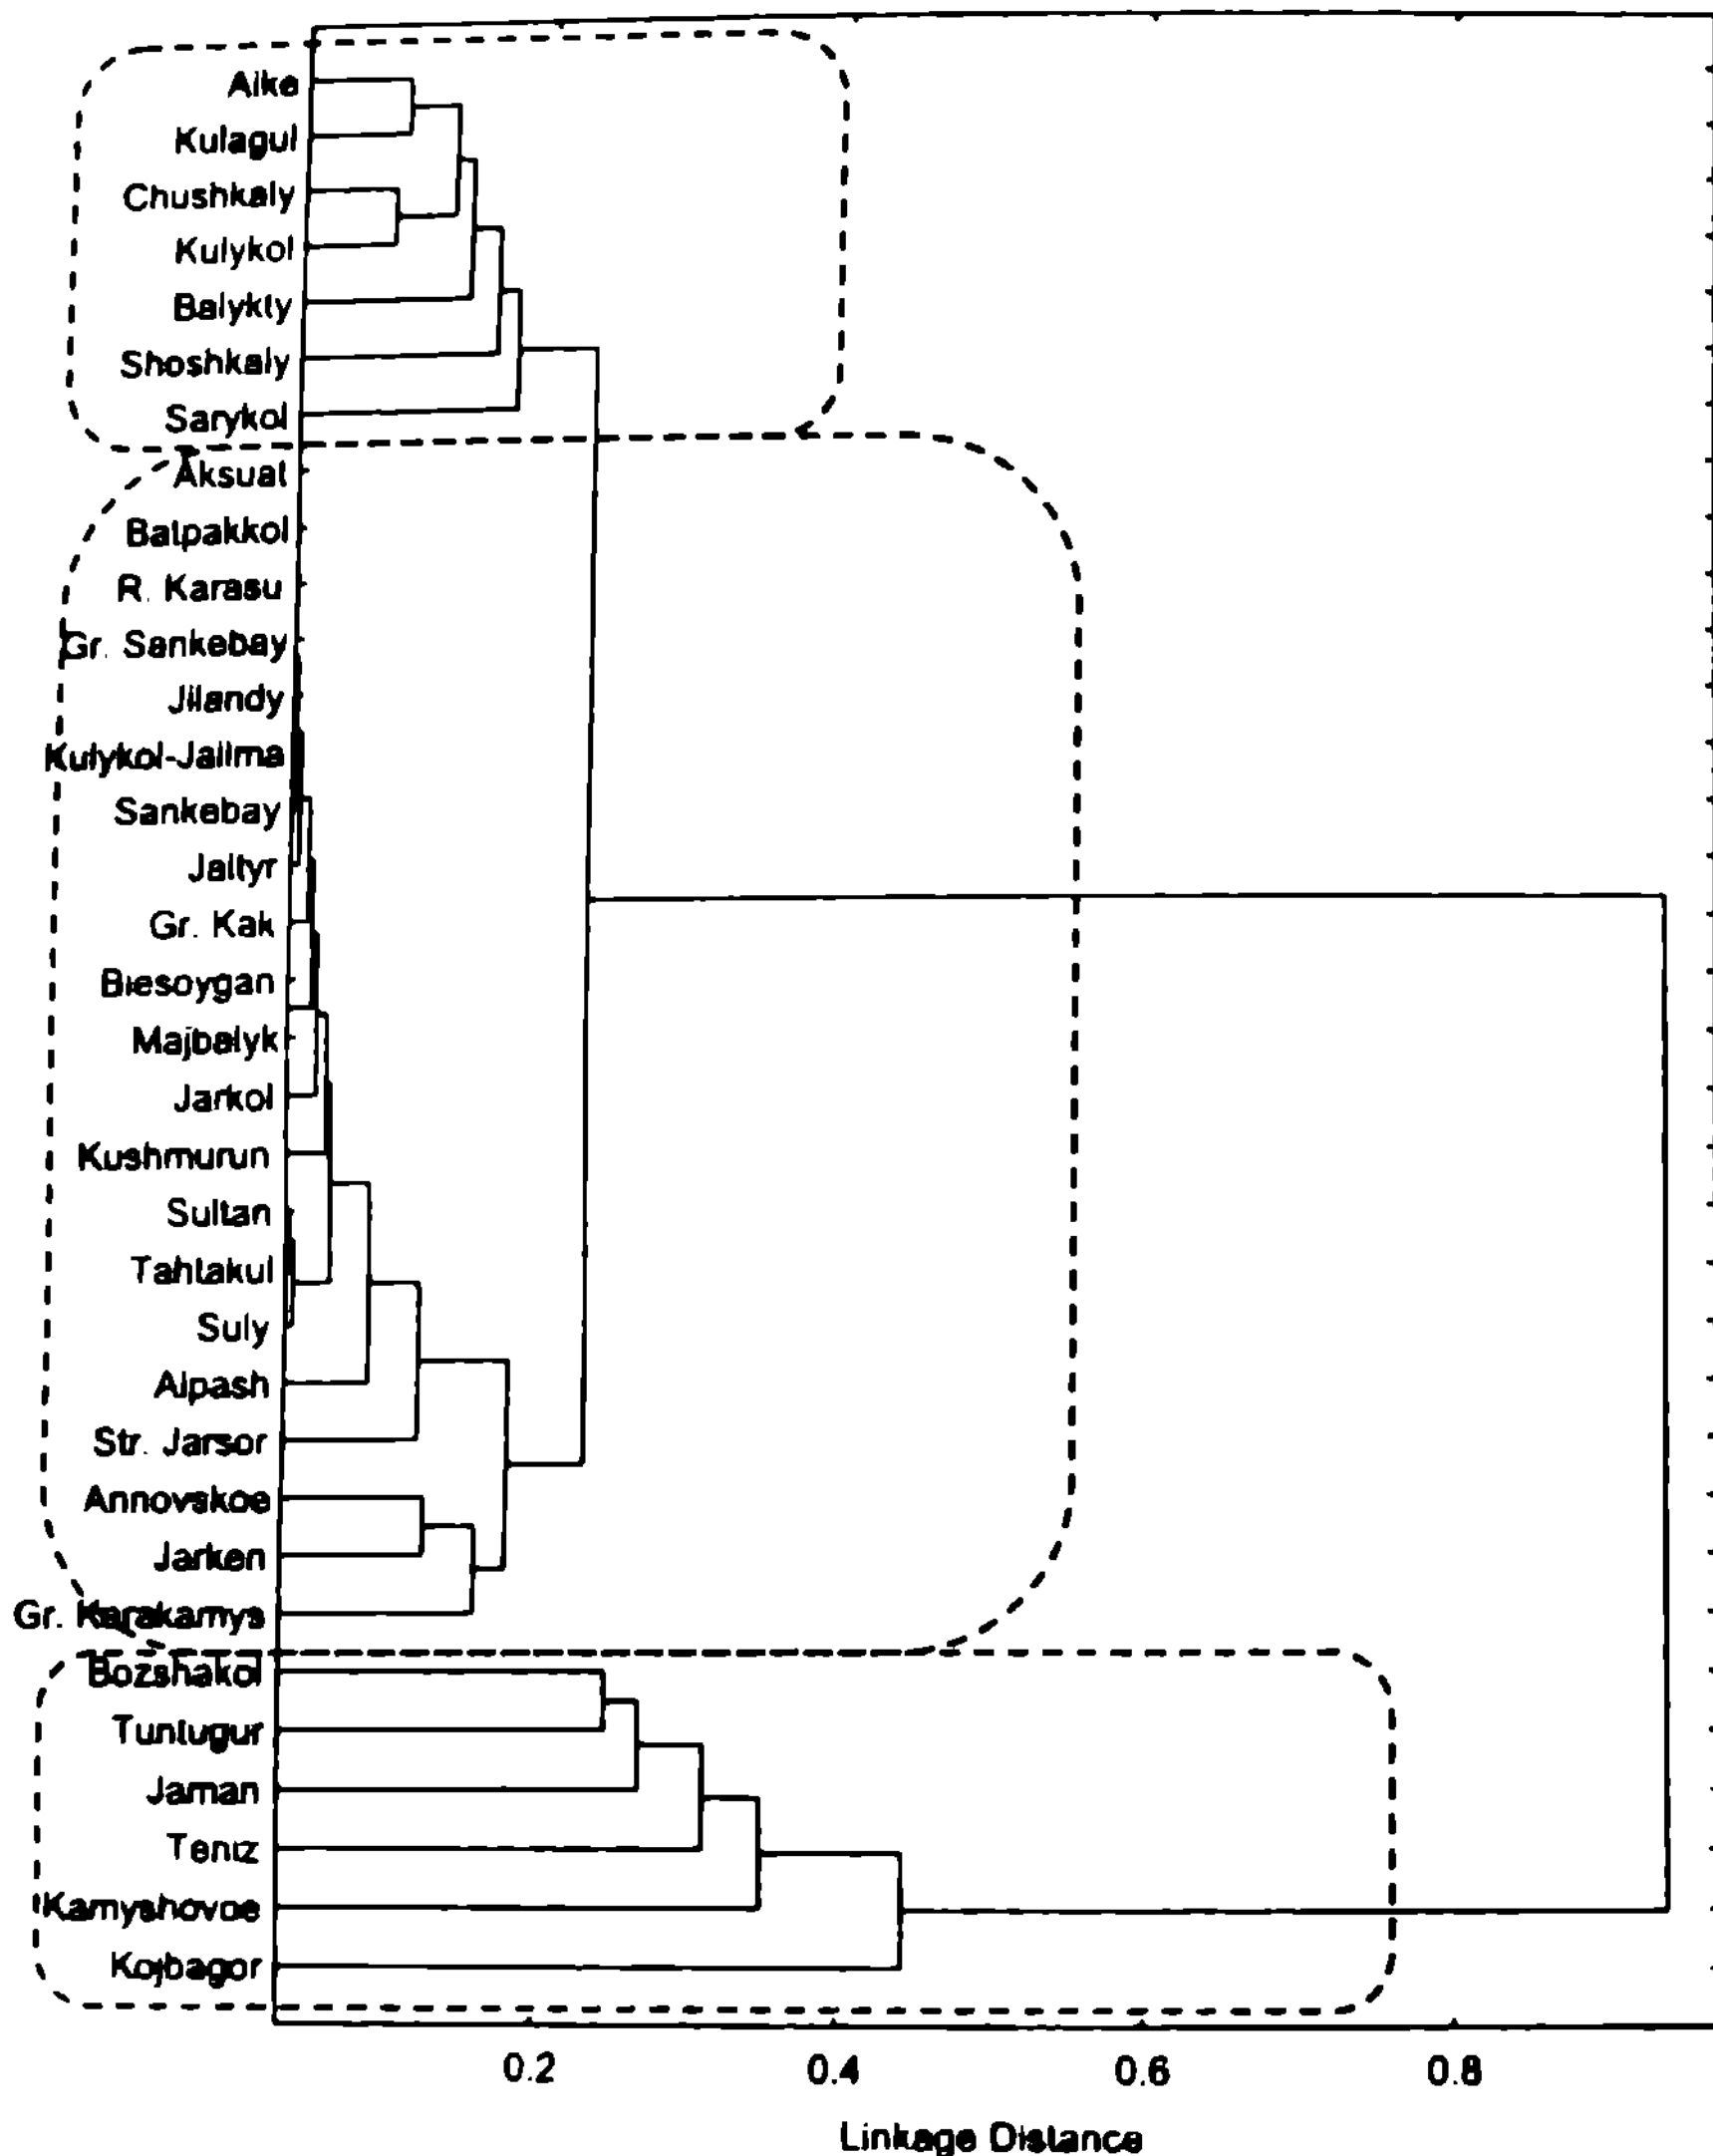 Aike
Kulagul
Chushkaly
Kulykol
Balykty
Shoshkaly
Sarykol
Aksuat
Batpakkol
R. Karasu
Gr. Sankebay
Jilandy
Kulykol-Jailma
Sankebay
Jaltyr
Gr. Kak
Biesoygan
Majbalyk
Jarkol
Kushmurun
Sultan
Tahtakul
Suly
Alpash
Str. Jarsor
Annovskoe
Jarken
Gr. Karakamys
Bozshakol
Tuntugur
Jaman
Teniz
Kamyshovoe
Kojbagor
0.2 0.4 0.6 0.8
Linkage Distance